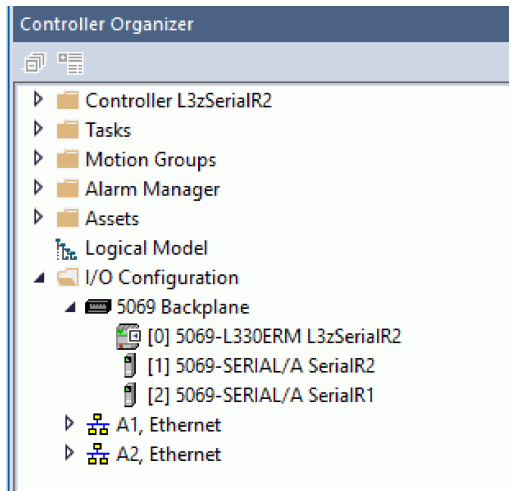 Controller Organizer
Controller L3zSerialR2
Tasks
Motion Groups
Alarm Manager
Assets
Logical Model
I/O Configuration
5069 Backplane
[0] 5069-L330ERM L3zSerialR2
[1] 5069-SERIAL/A SerialR2
[2] 5069-SERIAL/A SerialR1
A1, Ethernet
A2, Ethernet